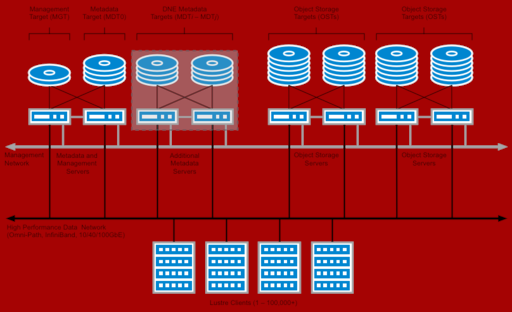 Management
Target (MGT)
Metadata
Target (MDT0)
DNE Metadata
Targets (MDTi - MDTj)
Object Storage
Targets (OSTs)
Object Storage
Targets (OSTs)
Management
Network
Metadata and
Management
Servers
Additional
Metadata
Servers
Object Storage
Servers
Object Storage
Servers
High Performance Data Network
(Omni-Path, InfiniBand, 10/40/100GbE)
Lustre Clients (1 - 100,000+)